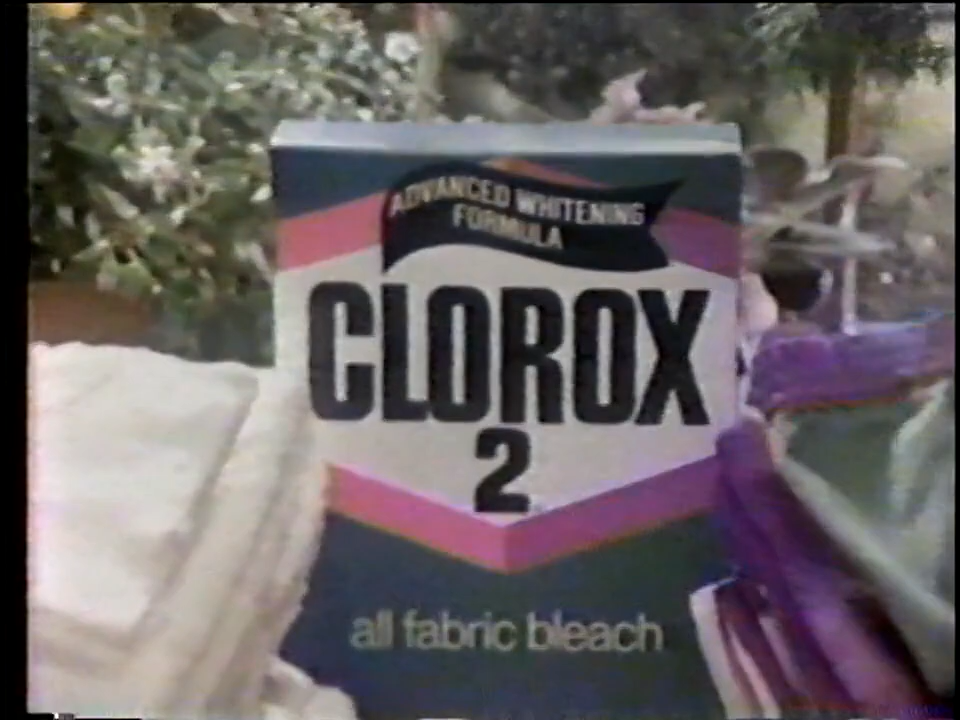 ADVANCED WHITENING
FORMULA
CLOROX
2
all fabric bleach